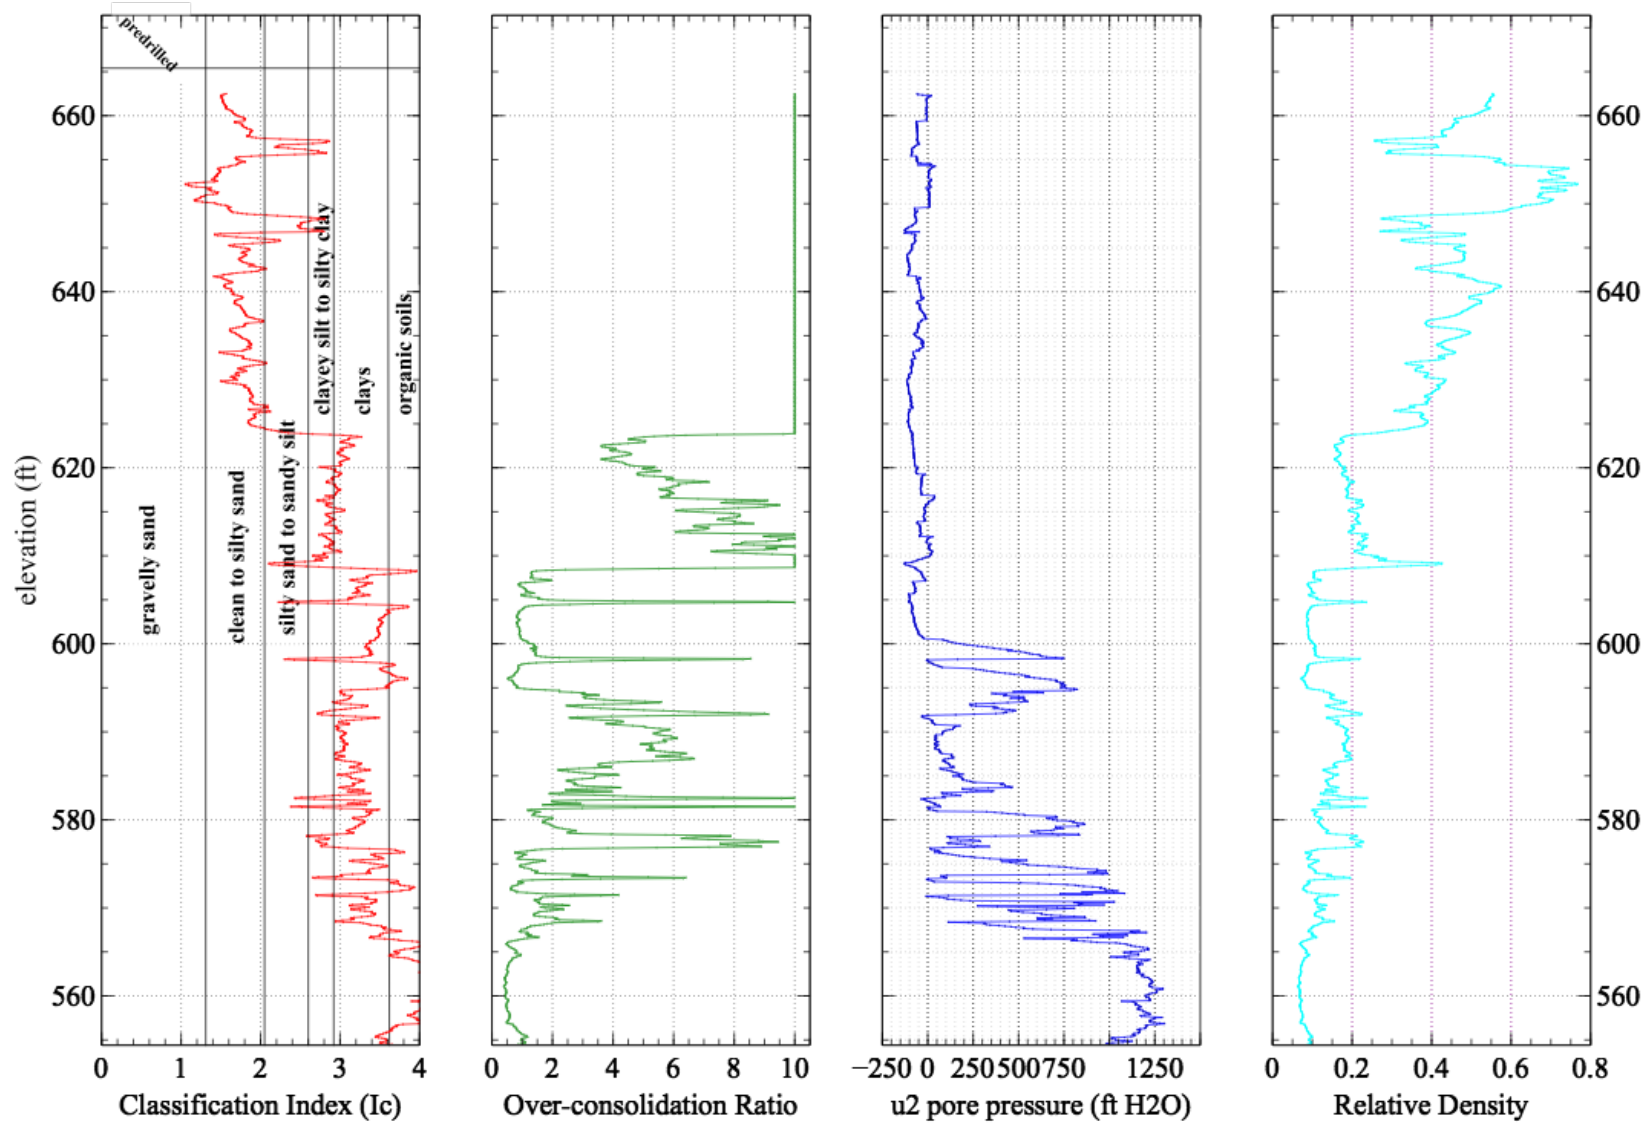 predrilled
660
640
620
600
580
560
elevation (ft)
gravelly sand
clean to silty sand
silty sand to sandy silt
clayey silt to silty clay
clays
organic soils
0 1 2 3 4
Classification Index (Ic)
0 2 4 6 8 10
Over-consolidation Ratio
−250 0 250 500 750 1250
u2 pore pressure (ft H2O)
0 0.2 0.4 0.6 0.8
Relative Density
660
640
620
600
580
560